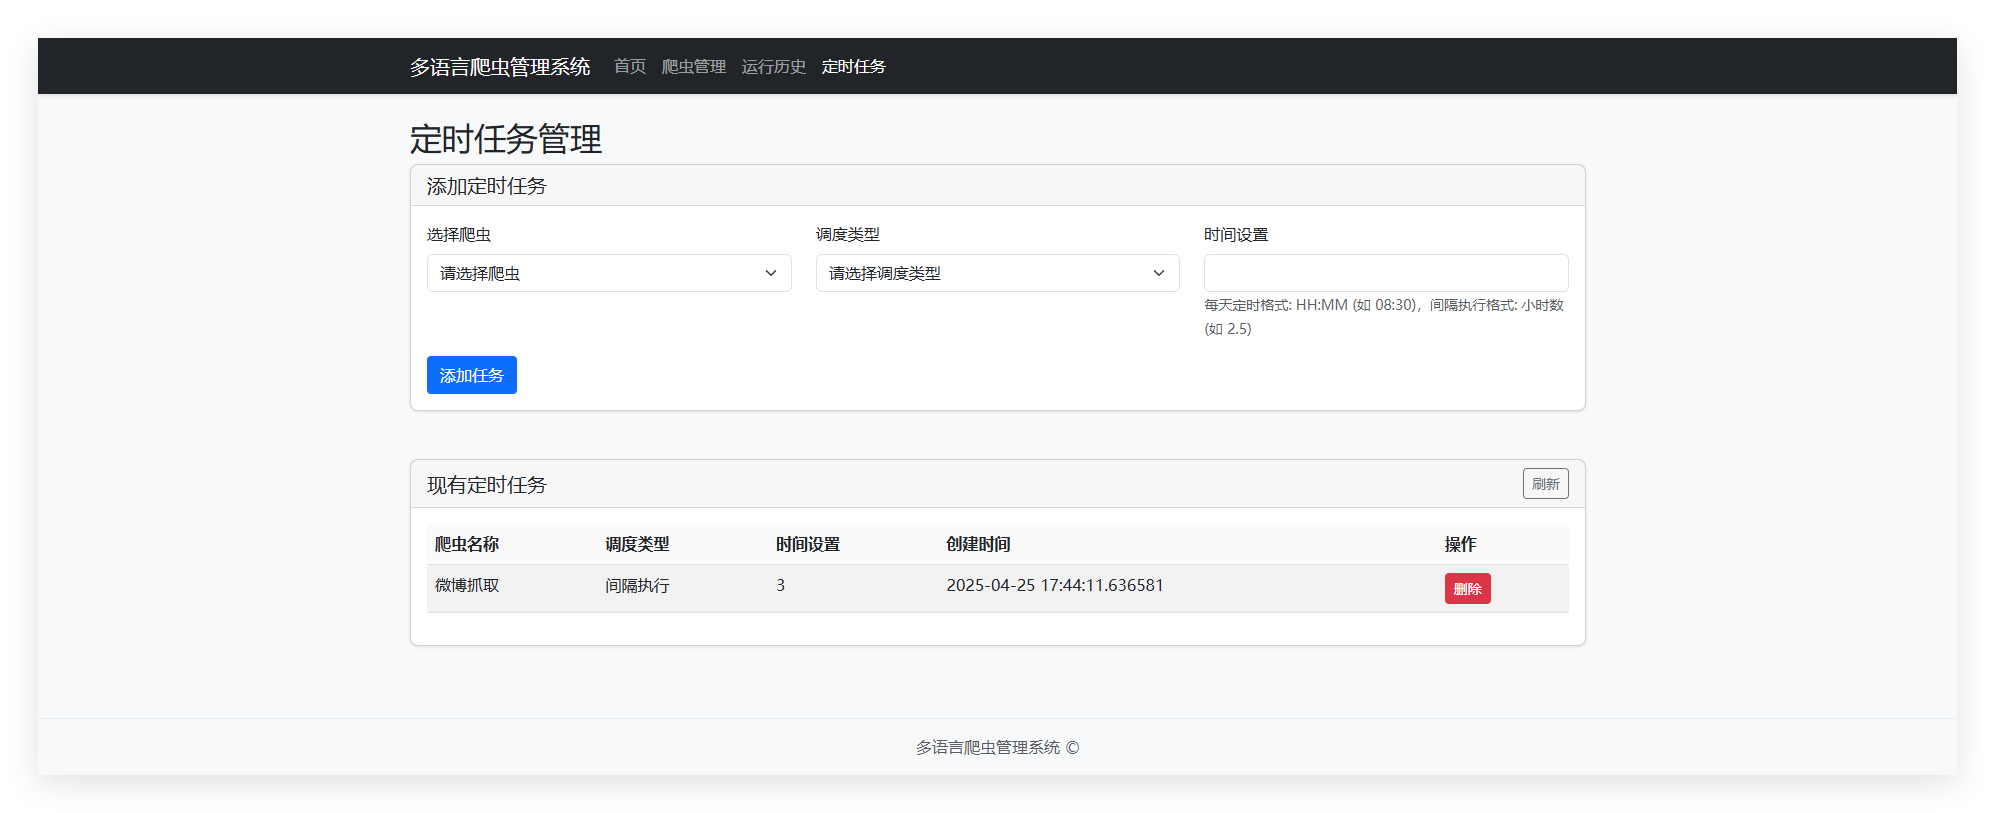 多语言爬虫管理系统 首页 爬虫管理 运行历史 定时任务
定时任务管理
添加定时任务
选择爬虫 调度类型 时间设置
请选择爬虫 请选择调度类型
每天定时格式: HH:MM (如 08:30)，间隔执行格式: 小时数
(如 2.5)
添加任务
现有定时任务 刷新
爬虫名称 调度类型 时间设置 创建时间 操作
微博抓取 间隔执行 3 2025-04-25 17:44:11.636581 删除
多语言爬虫管理系统 ©